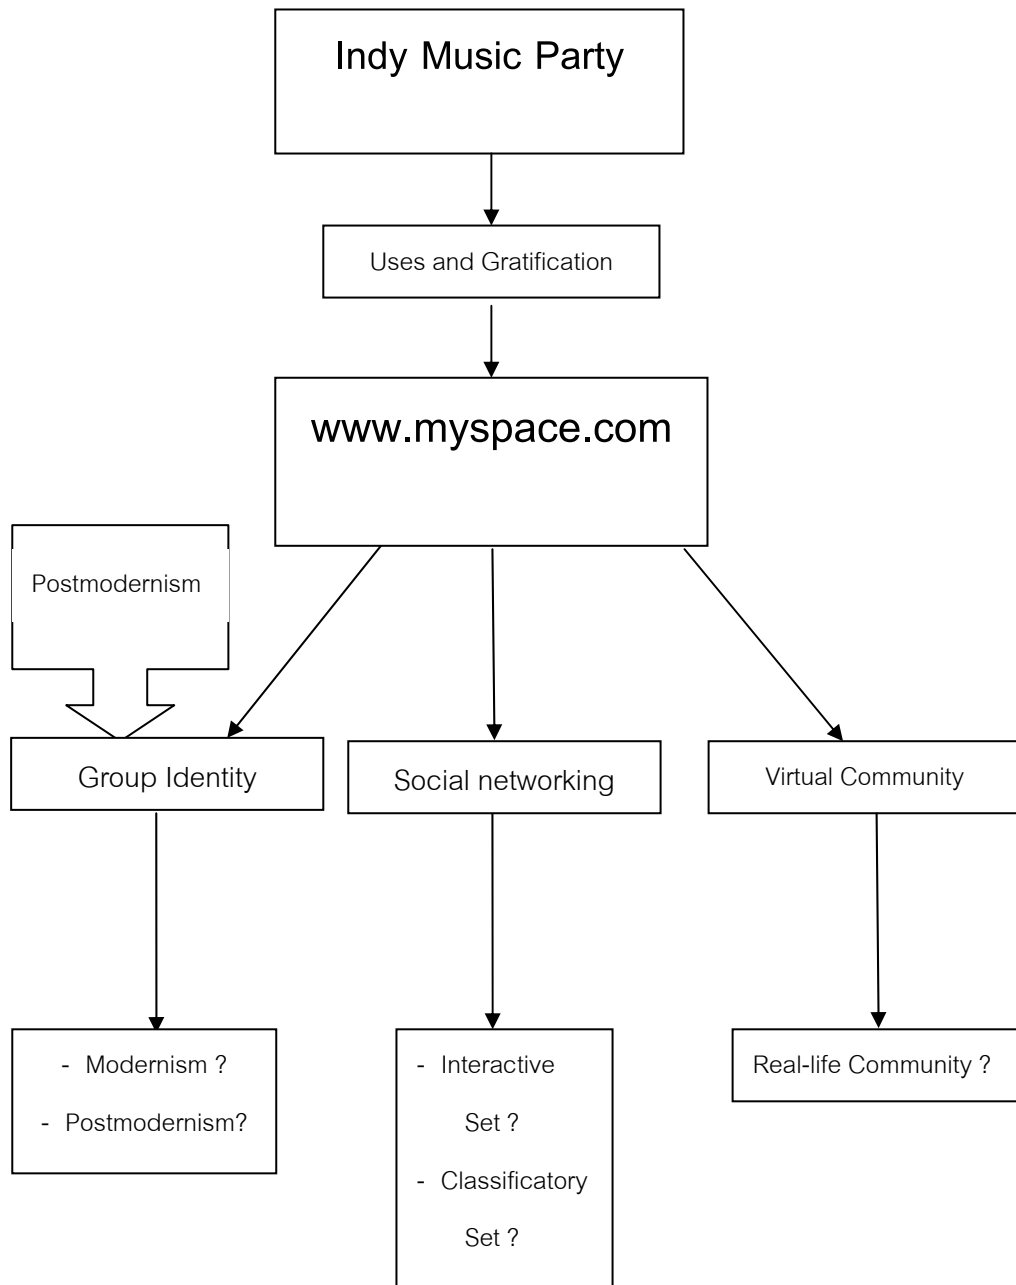 Indy Music Party
Uses and Gratification
www.myspace.com
Postmodernism
Group Identity
Social networking
Virtual Community
- Modernism ?
- Postmodernism?
- Interactive
Set ?
- Classificatory
Set ?
Real-life Community ?